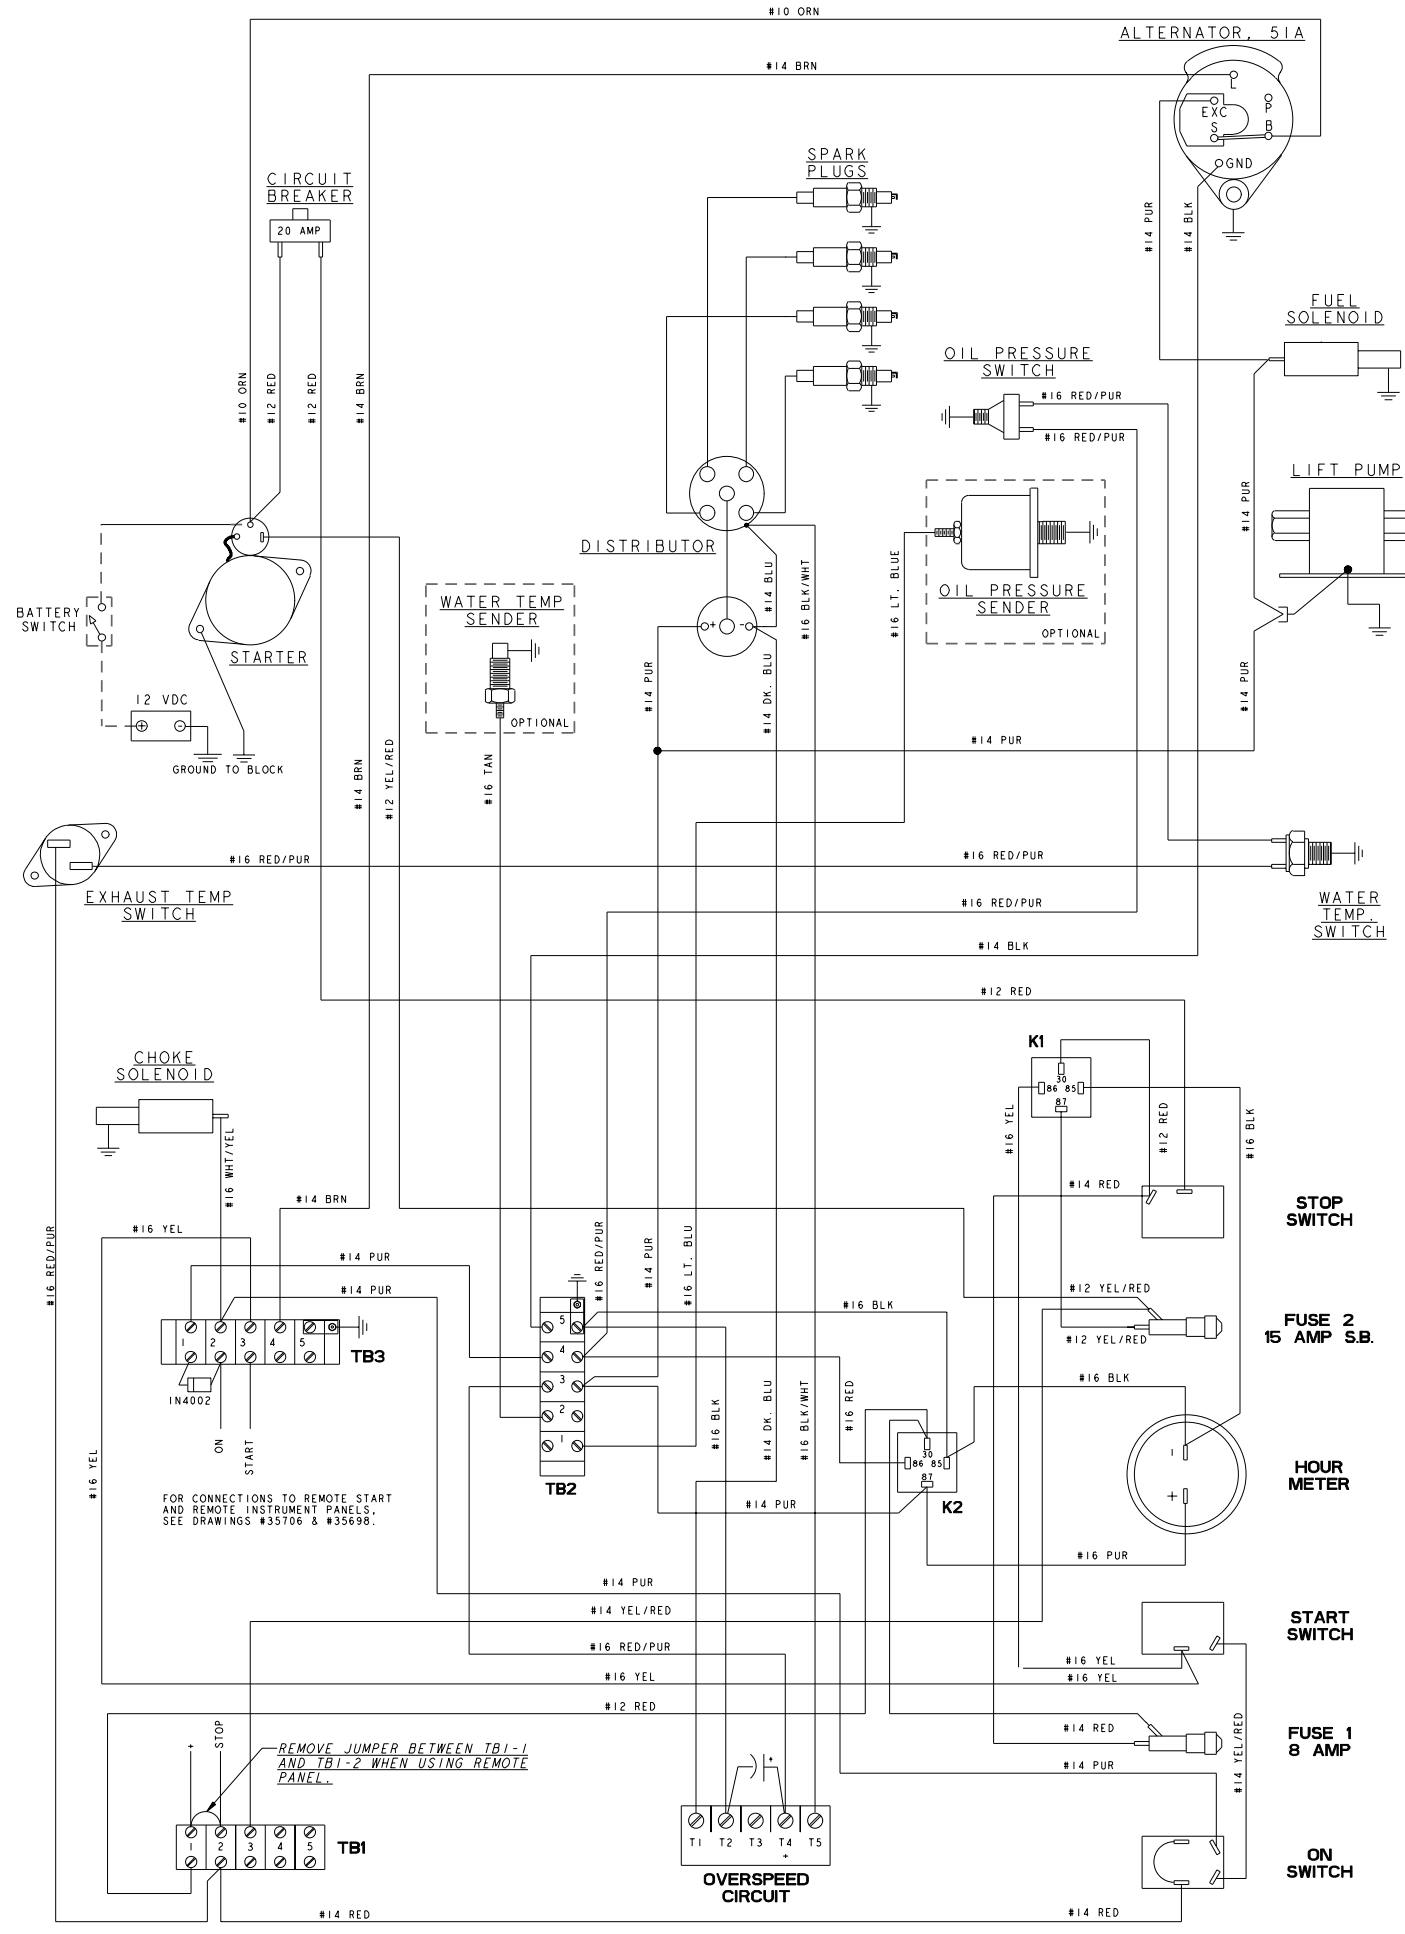 #10 ORN
ALTERNATOR, 51A
#14 BRN
L
EXC
P
S
B
GND
SPARK
PLUGS
CIRCUIT
BREAKER
20 AMP
#14 PUR
#14 BLK
FUEL
SOLENOID
OIL PRESSURE
SWITCH
#10 ORN
#12 RED
#12 RED
#14 BRN
#16 RED/PUR
#16 RED/PUR
LIFT PUMP
#14 PUR
DISTRIBUTOR
#14 BLU
#16 BLK/WHT
#16 LT. BLUE
OIL PRESSURE
SENDER
OPTIONAL
BATTERY
SWITCH
STARTER
WATER TEMP
SENDER
OPTIONAL
+
-
#14 PUR
#14 DK. BLU
#14 PUR
12 VDC
+
-
GROUND TO BLOCK
#14 PUR
#14 BRN
#12 YEL/RED
#16 TAN
#16 RED/PUR
#16 RED/PUR
EXHAUST TEMP
SWITCH
#16 RED/PUR
WATER
TEMP.
SWITCH
#14 BLK
#12 RED
K1
30
86
85
87
CHOKE
SOLENOID
#16 WHT/YEL
#16 YEL
#12 RED
#16 BLK
#14 RED
STOP
SWITCH
#14 BRN
#16 YEL
#16 RED/PUR
#14 PUR
#14 PUR
#16 RED/PUR
#14 PUR
#16 LT. BLU
#12 YEL/RED
#12 YEL/RED
FUSE 2
15 AMP S.B.
#16 BLK
1
2
3
4
5
TB3
1N4002
ON
START
5
4
3
2
1
TB2
#16 BLK
#14 DK. BLU
#16 BLK/WHT
#16 RED
#16 BLK
30
86
85
87
K2
#14 PUR
-
+
HOUR
METER
#16 YEL
FOR CONNECTIONS TO REMOTE START
AND REMOTE INSTRUMENT PANELS,
SEE DRAWINGS #35706 & #35698.
#16 PUR
#14 PUR
#14 YEL/RED
#16 RED/PUR
#16 YEL
#12 RED
START
SWITCH
#16 YEL
#16 YEL
#14 RED
FUSE 1
8 AMP
#14 PUR
#14 YEL/RED
+
STOP
REMOVE JUMPER BETWEEN TB1-1
AND TB1-2 WHEN USING REMOTE
PANEL.
1
2
3
4
5
TB1
+
T1
T2
T3
T4
T5
+
OVERSPEED
CIRCUIT
ON
SWITCH
#14 RED
#14 RED